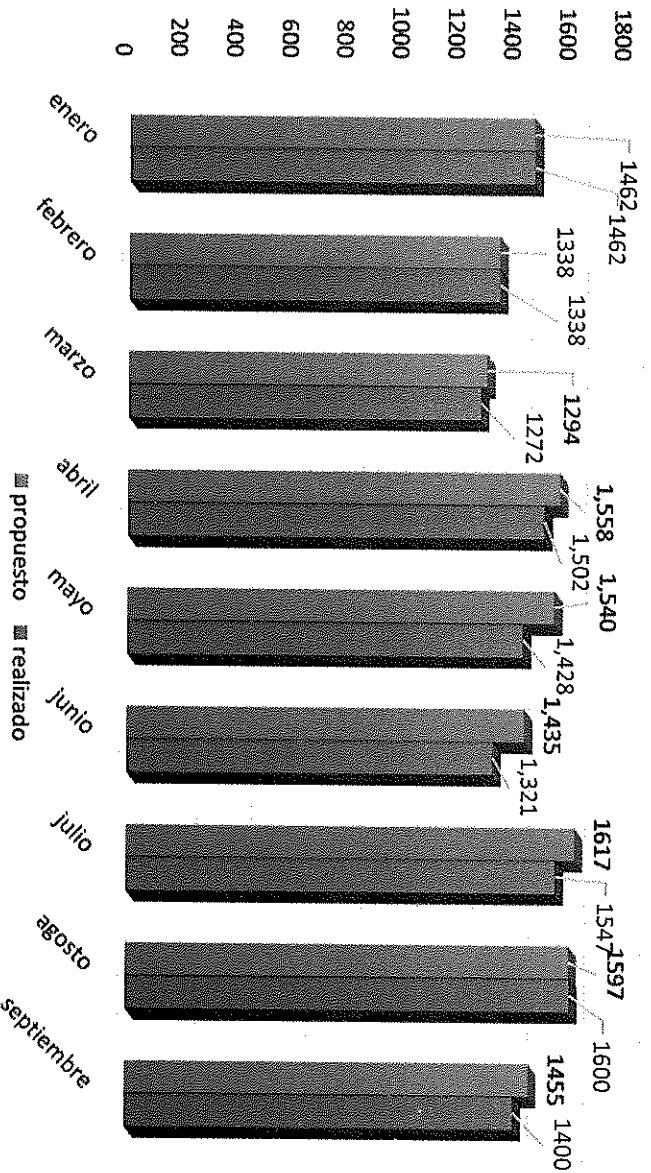 1800
1600
1400
1200
1000
800
600
400
200
0
1462
1462
1338
1338
1294
1272
1,558
1,502
1,540
1,428
1,435
1,321
1617
1547
1597
1600
1455
1400
enero
febrero
marzo
abril
mayo
junio
julio
agosto
septiembre
propuesto
realizado